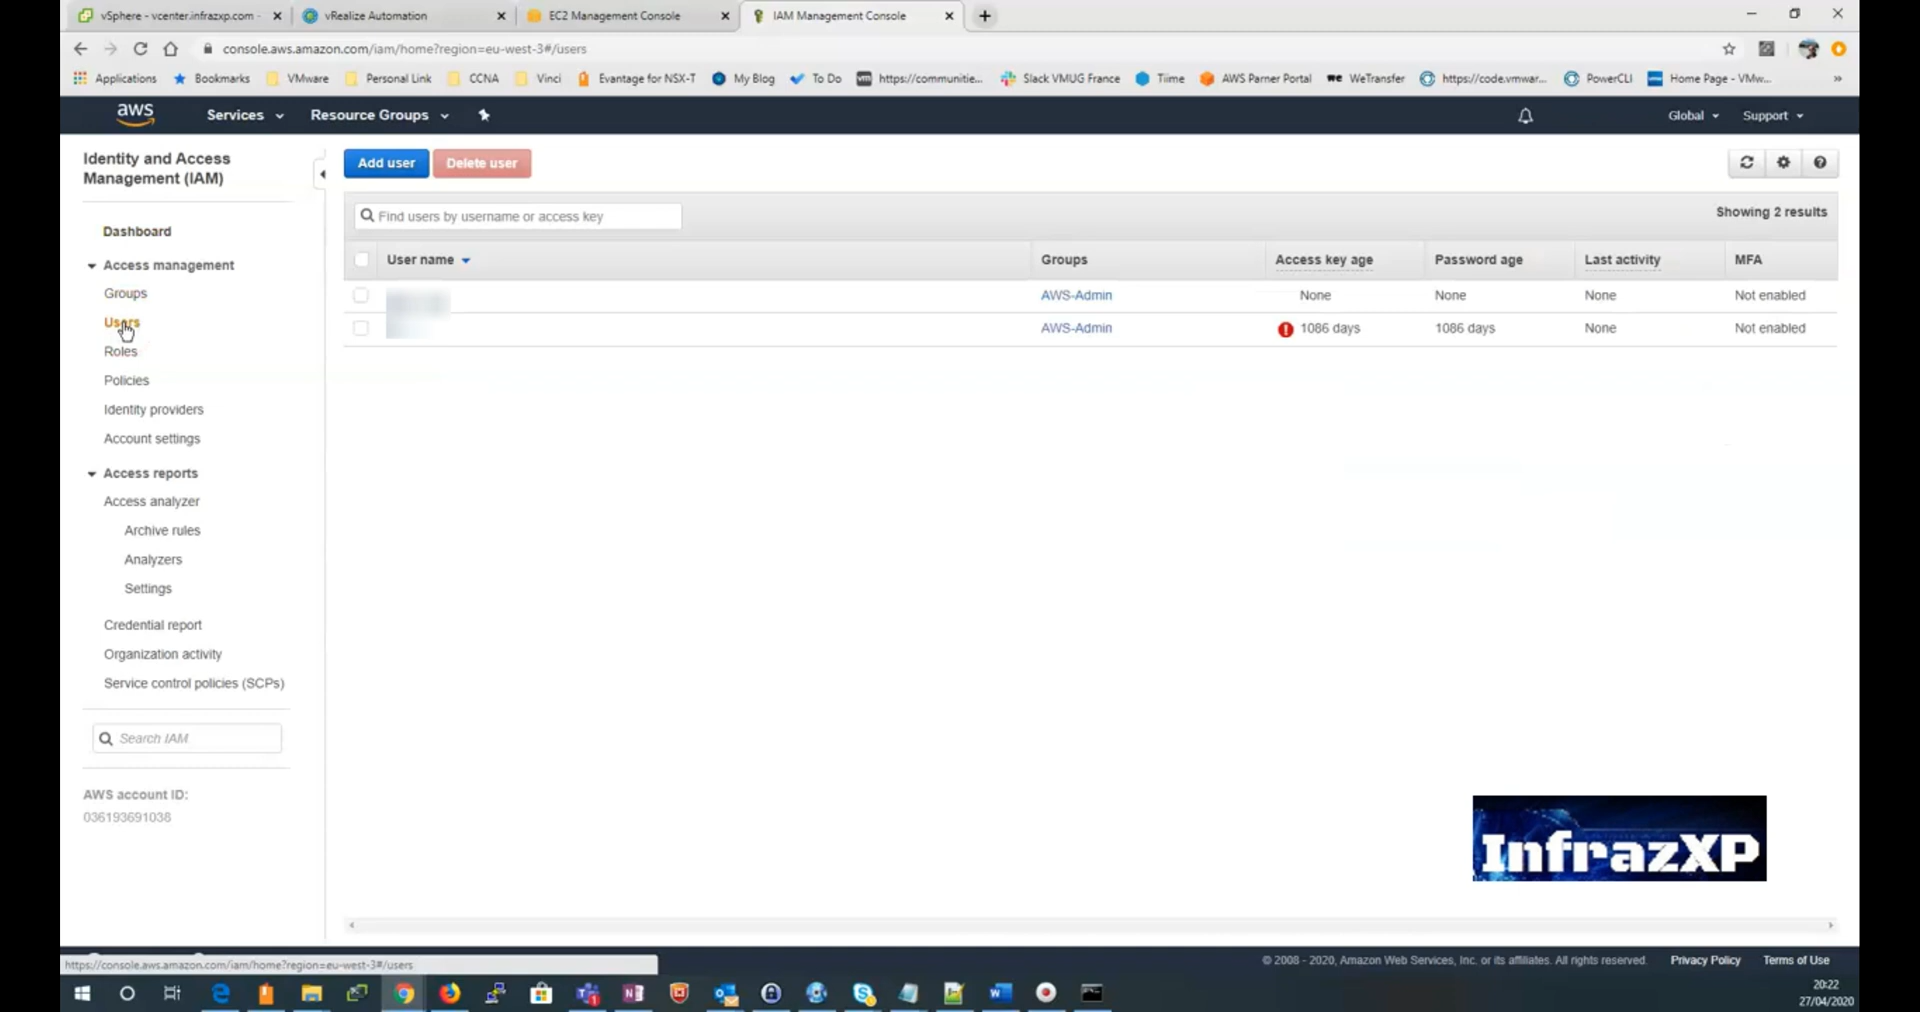 vSphere - vcenter.infrazxp.com -
vRealize Automation
EC2 Management Console
IAM Management Console
console.aws.amazon.com/iam/home?region=eu-west-3#/users
Applications
Bookmarks
VMware
Personal Link
CCNA
Vinci
Evantage for NSX-T
My Blog
To Do
https://communitie...
Slack VMUG France
Tiime
AWS Parner Portal
WeTransfer
https://code.vmwar...
PowerCLI
Home Page - VMw...
»
aws
Services
Resource Groups
Global
Support
Identity and Access
Management (IAM)
Dashboard
Access management
Groups
Users
Roles
Policies
Identity providers
Account settings
Access reports
Access analyzer
Archive rules
Analyzers
Settings
Credential report
Organization activity
Service control policies (SCPs)
Search IAM
AWS account ID:
036193691038
Add user
Delete user
Find users by username or access key
Showing 2 results
User name
Groups
Access key age
Password age
Last activity
MFA
AWS-Admin
None
None
None
Not enabled
AWS-Admin
1086 days
1086 days
None
Not enabled
InfrazXP
https://console.aws.amazon.com/iam/home?region=eu-west-3#/users
© 2008 - 2020, Amazon Web Services, Inc. or its affiliates. All rights reserved.
Privacy Policy
Terms of Use
20:22
27/04/2020